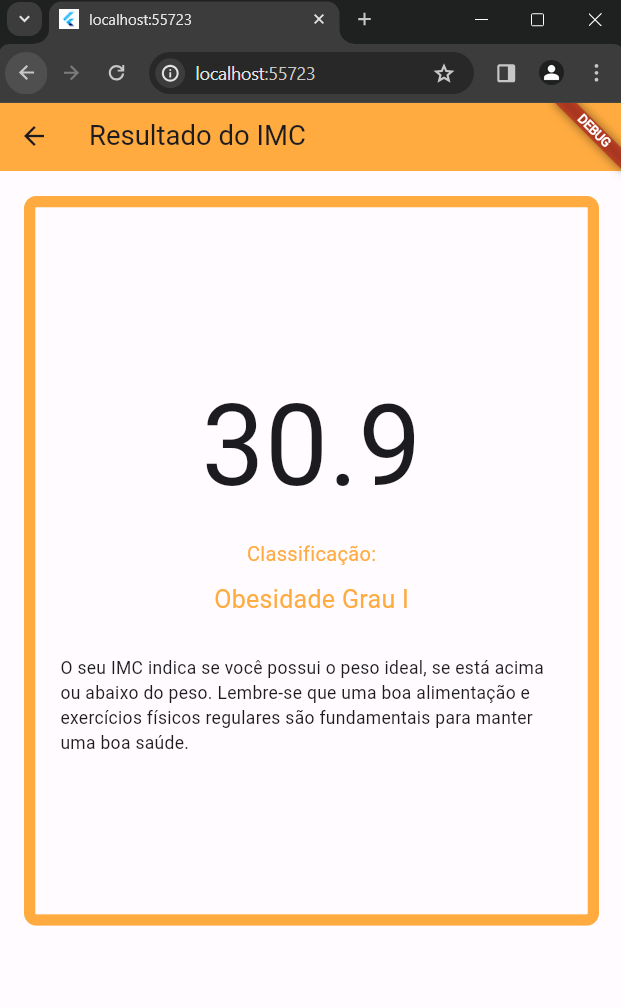 localhost:55723
localhost:55723
Resultado do IMC
DEBUG
30.9
Classificação:
Obesidade Grau I
O seu IMC indica se você possui o peso ideal, se está acima
ou abaixo do peso. Lembre-se que uma boa alimentação e
exercícios físicos regulares são fundamentais para manter
uma boa saúde.